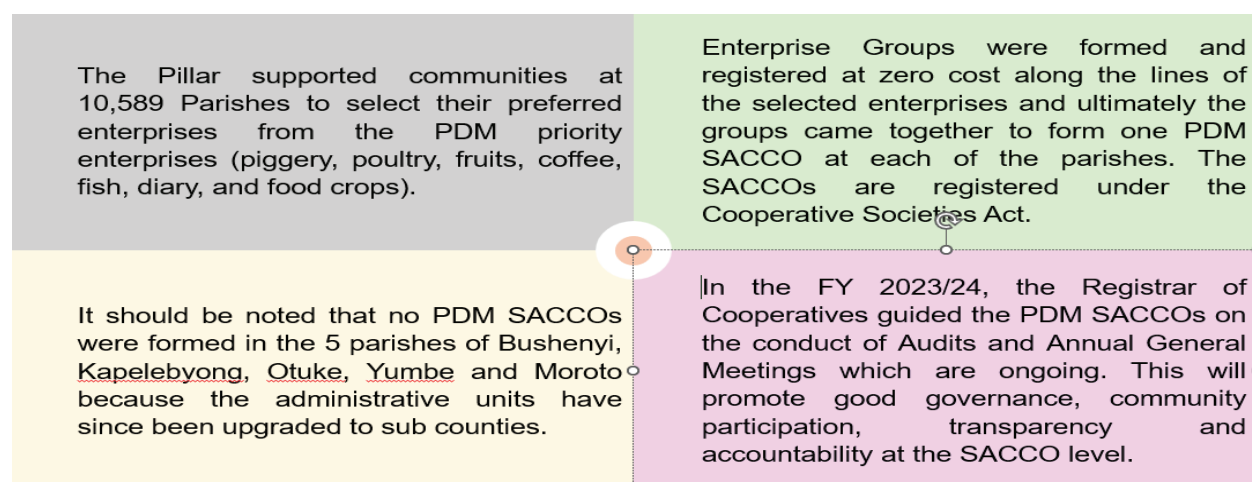 The Pillar supported communities at
10,589 Parishes to select their preferred
enterprises from the PDM priority
enterprises (piggery, poultry, fruits, coffee,
fish, diary, and food crops).
Enterprise Groups were formed and
registered at zero cost along the lines of
the selected enterprises and ultimately the
groups came together to form one PDM
SACCO at each of the parishes. The
SACCOs are registered under the
Cooperative Societies Act.
It should be noted that no PDM SACCOs
were formed in the 5 parishes of Bushenyi,
Kapelebyong, Otuke, Yumbe and Moroto
because the administrative units have
since been upgraded to sub counties.
In the FY 2023/24, the Registrar of
Cooperatives guided the PDM SACCOs on
the conduct of Audits and Annual General
Meetings which are ongoing. This will
promote good governance, community
participation, transparency and
accountability at the SACCO level.